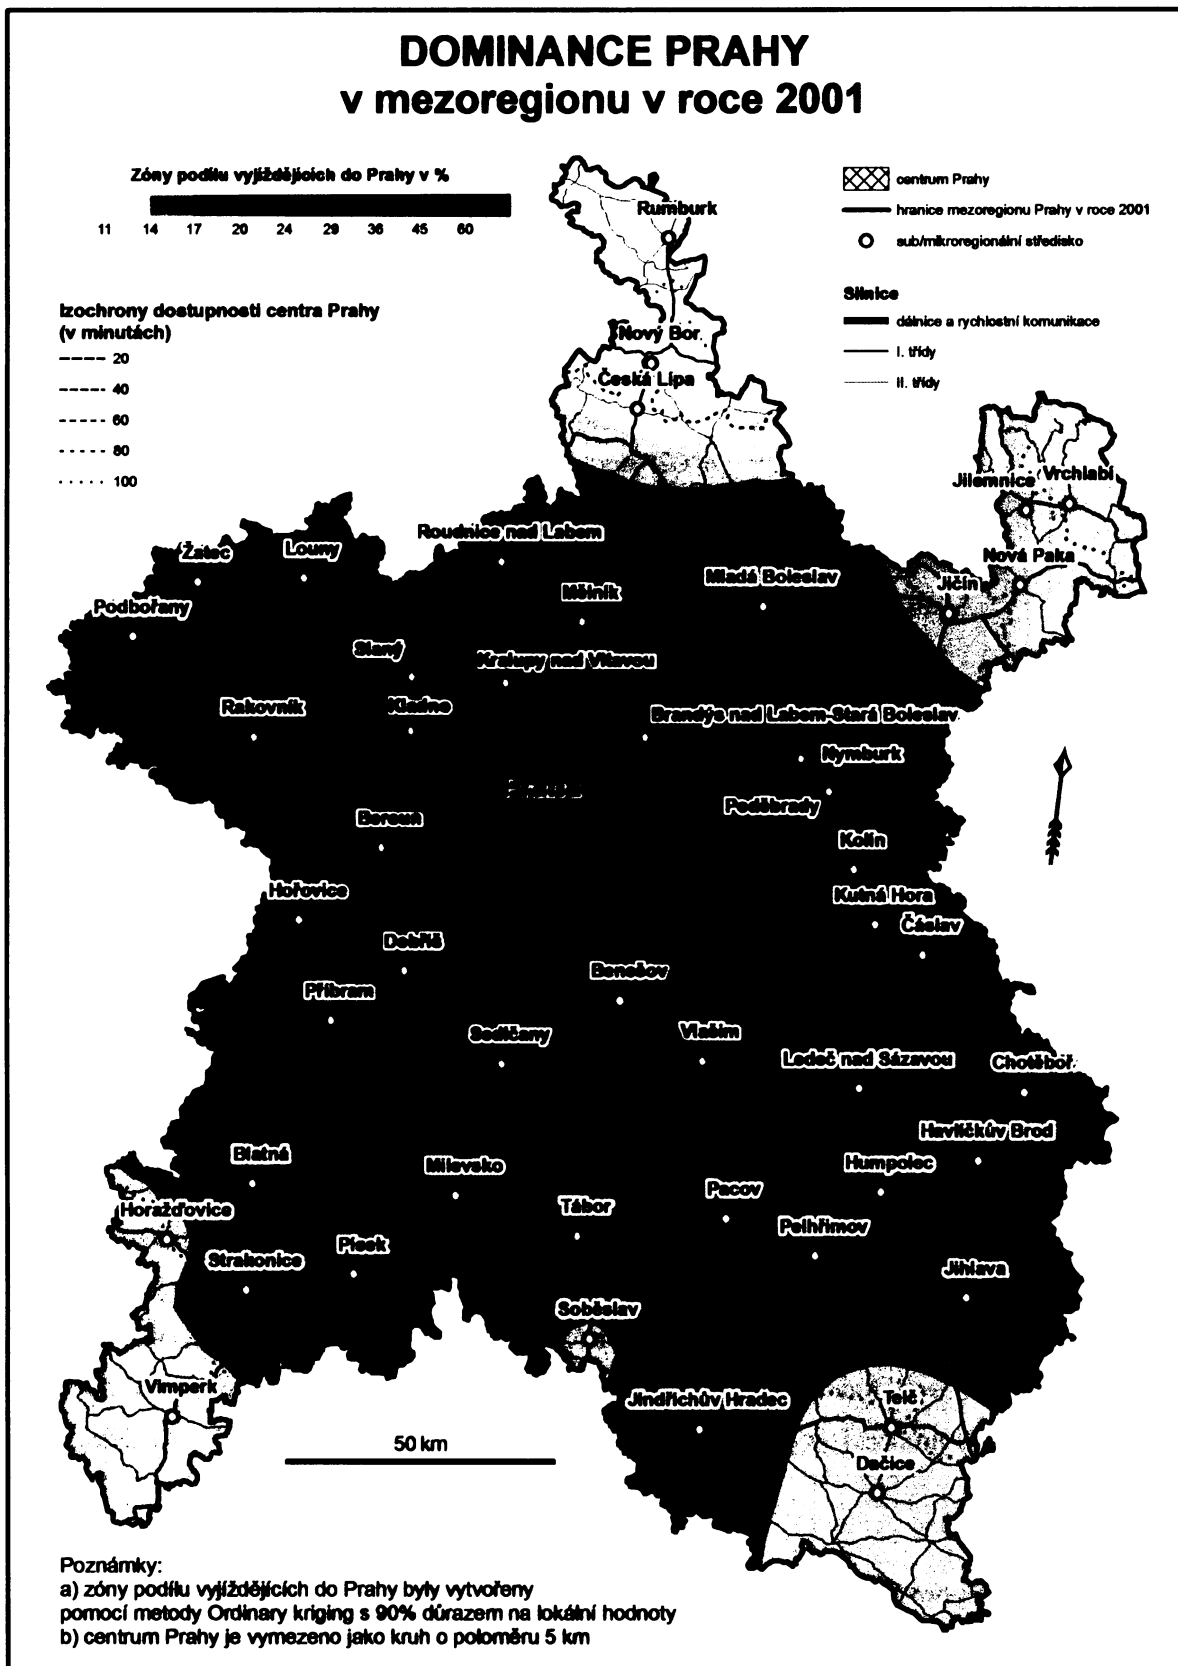 DOMINANCE PRAHY
v mezoregionu v roce 2001
Zóny podílu vyjíždějících do Prahy v %
11 14 17 20 24 29 36 45 60
Izochrony dostupnosti centra Prahy
(v minutách)
20
40
60
80
100
centrum Prahy
hranice mezoregionu Prahy v roce 2001
sub/mikroregionální středisko
Silnice
dálnice a rychlostní komunikace
I. třídy
II. třídy
Rumburk
Nový Bor
Česká Lípa
Jilemnice
Vrchlabí
Nová Paka
Jičín
Roudnice nad Labem
Žatec
Louny
Mělník
Mladá Boleslav
Podbořany
Slaný
Kralupy nad Vltavou
Rakovník
Kladno
Brandýs nad Labem-Stará Boleslav
Nymburk
Praha
Poděbrady
Beroun
Kolín
Hořovice
Kutná Hora
Čáslav
Dobříš
Benešov
Příbram
Sedlčany
Vlašim
Ledeč nad Sázavou
Chotěboř
Havlíčkův Brod
Blatná
Milevsko
Humpolec
Pacov
Horažďovice
Tábor
Pelhřimov
Strakonice
Písek
Jihlava
Soběslav
Vimperk
Jindřichův Hradec
Telč
Dačice
50 km
Poznámky:
a) zóny podílu vyjíždějících do Prahy byly vytvořeny
pomocí metody Ordinary kriging s 90% důrazem na lokální hodnoty
b) centrum Prahy je vymezeno jako kruh o poloměru 5 km